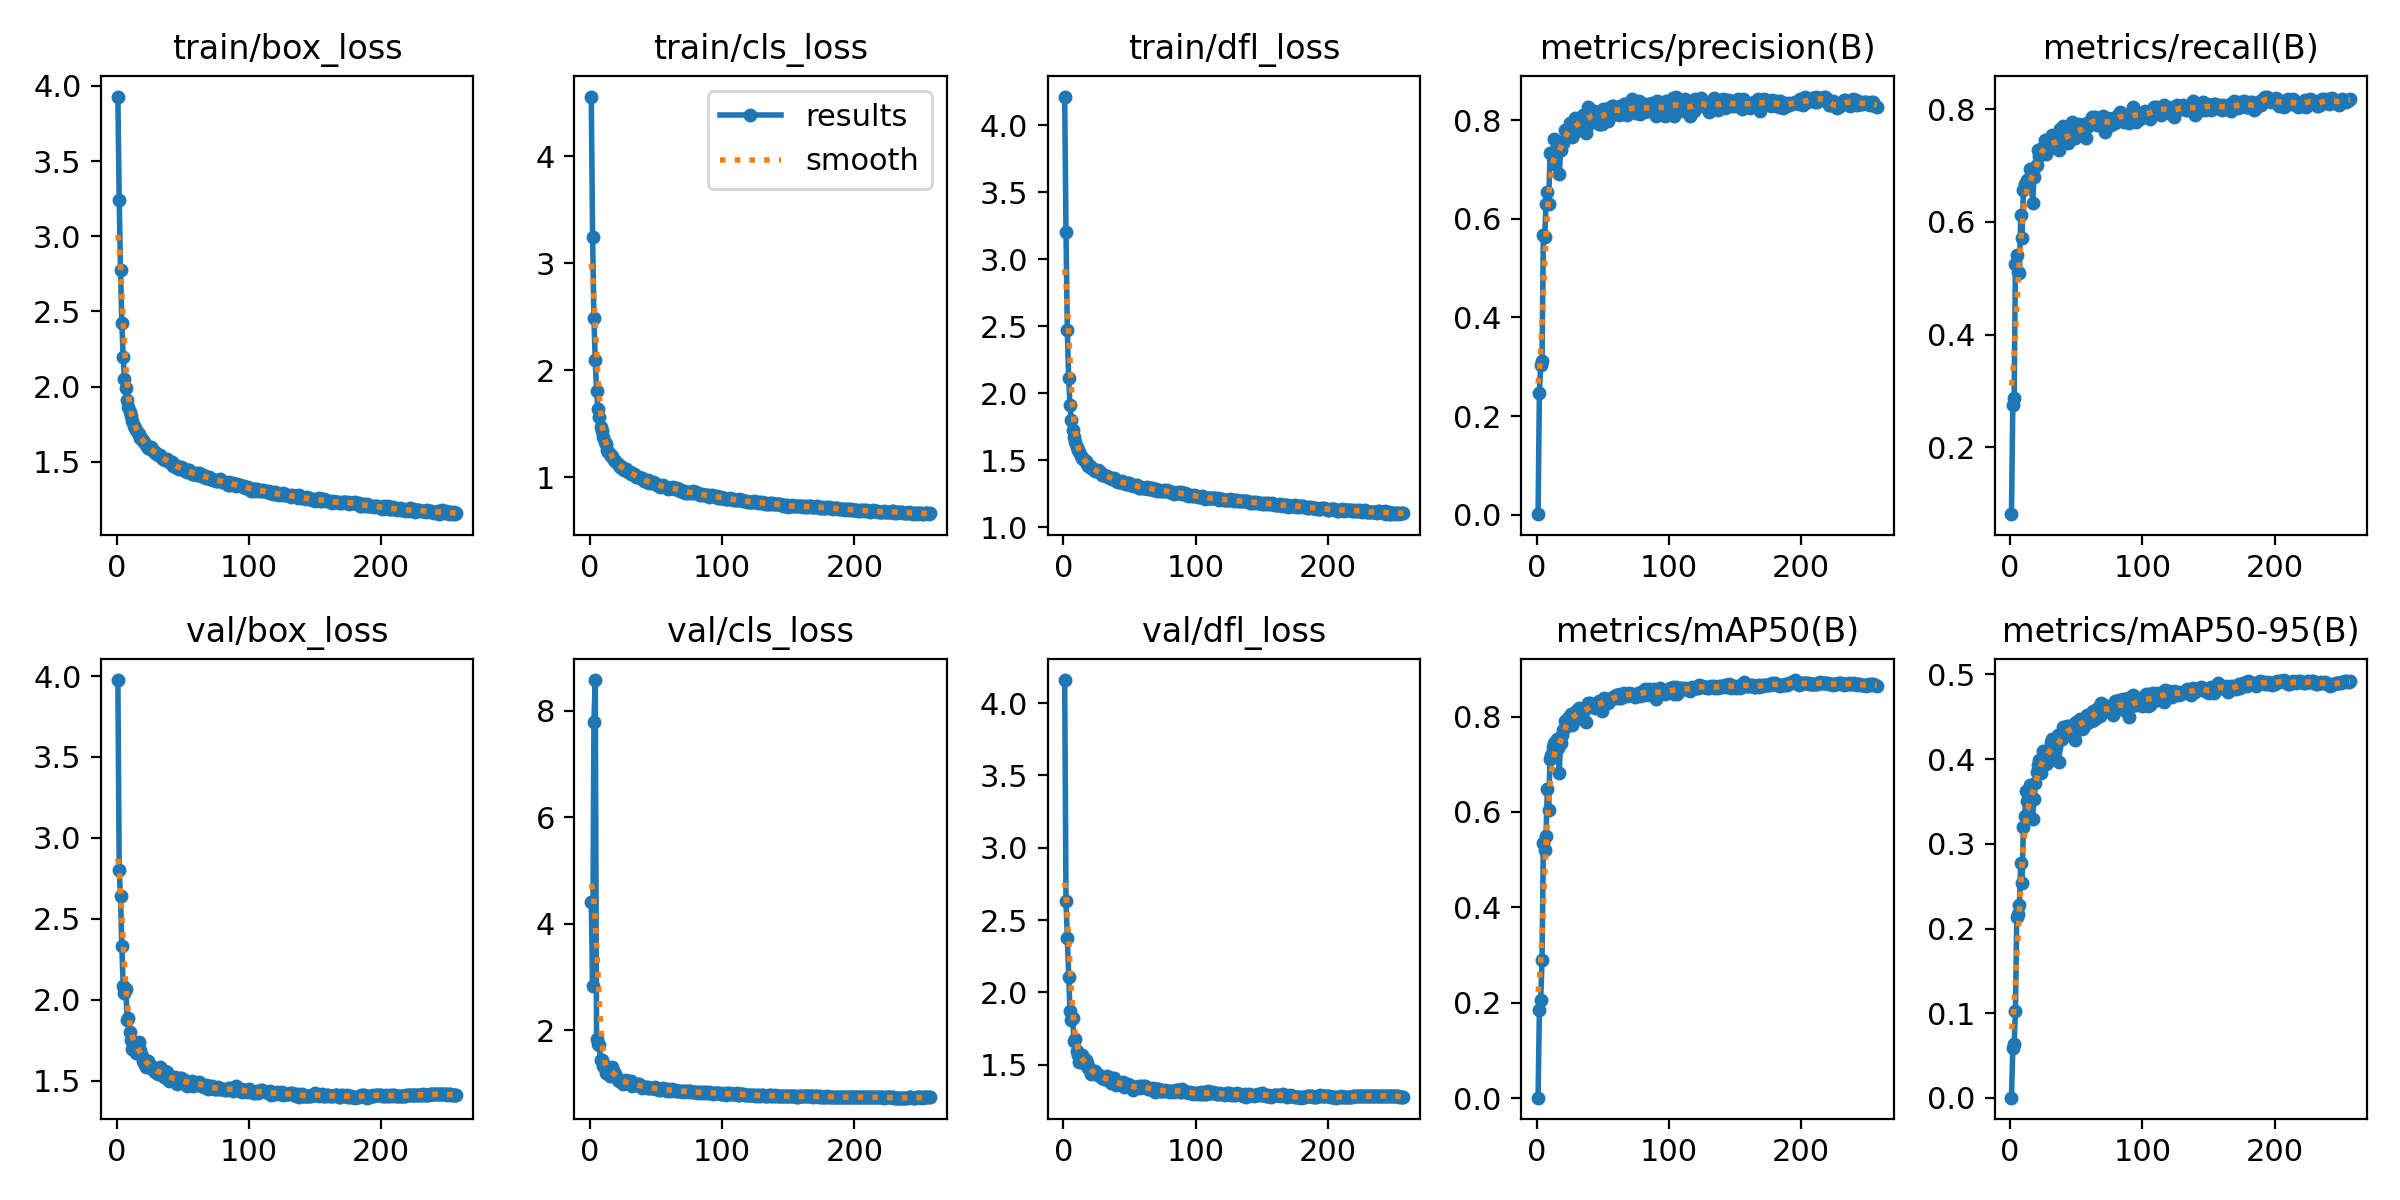 train/box_loss
4.0
3.5
3.0
2.5
2.0
1.5
0 100 200
train/cls_loss
results
smooth
4
3
2
1
0 100 200
train/dfl_loss
4.0
3.5
3.0
2.5
2.0
1.5
1.0
0 100 200
metrics/precision(B)
0.8
0.6
0.4
0.2
0.0
0 100 200
metrics/recall(B)
0.8
0.6
0.4
0.2
0 100 200
val/box_loss
4.0
3.5
3.0
2.5
2.0
1.5
0 100 200
val/cls_loss
8
6
4
2
0 100 200
val/dfl_loss
4.0
3.5
3.0
2.5
2.0
1.5
0 100 200
metrics/mAP50(B)
0.8
0.6
0.4
0.2
0.0
0 100 200
metrics/mAP50-95(B)
0.5
0.4
0.3
0.2
0.1
0.0
0 100 200